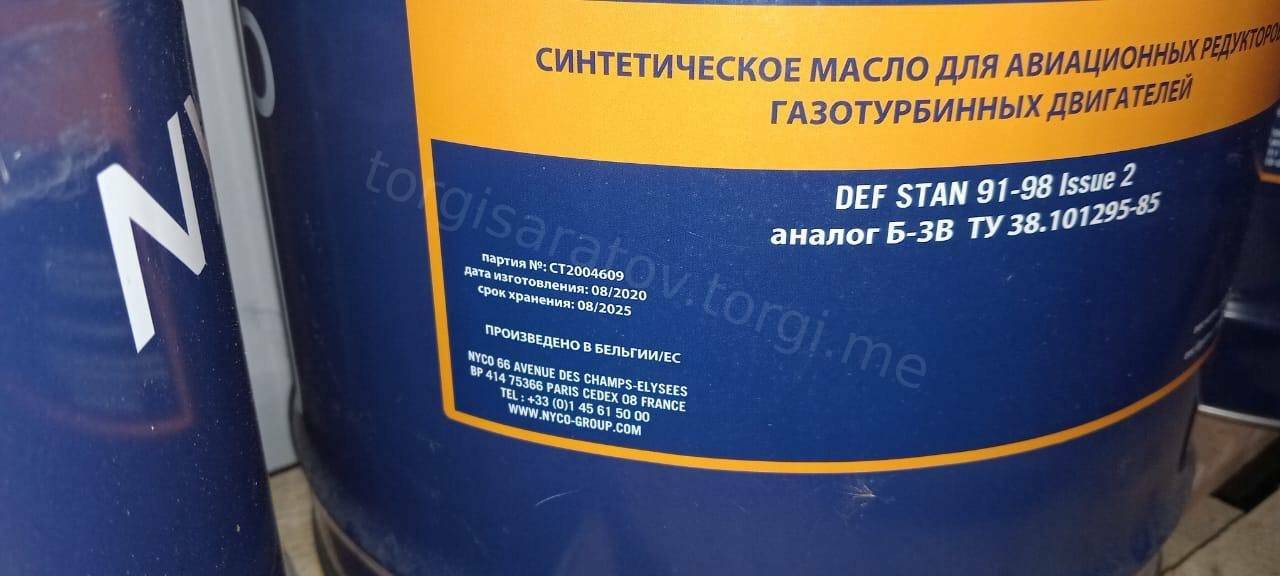 СИНТЕТИЧЕСКОЕ МАСЛО ДЛЯ АВИАЦИОННЫХ РЕДУКТОРОВ
ГАЗОТУРБИННЫХ ДВИГАТЕЛЕЙ
DEF STAN 91-98 Issue 2
аналог Б-3В ТУ 38.101295-85
партия №: CT2004609
дата изготовления: 08/2020
срок хранения: 08/2025
ПРОИЗВЕДЕНО В БЕЛЬГИИ/ЕС
NYCO 66 AVENUE DES CHAMPS-ELYSEES
BP 414 75366 PARIS CEDEX 08 FRANCE
TEL : +33 (0)1 45 61 50 00
WWW.NYCO-GROUP.COM
torgisaratov.torgi.me